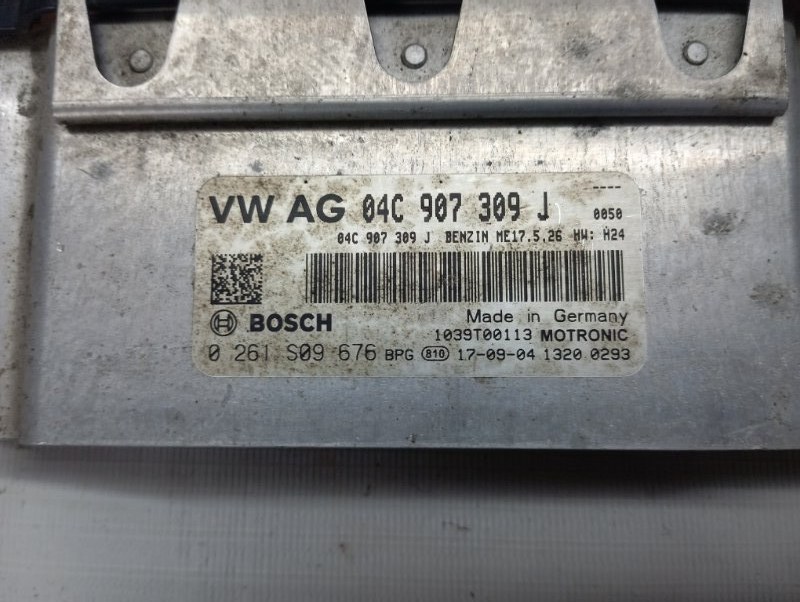 ----
VW AG 04C 907 309 J 0050
04C 907 309 J BENZIN ME17.5.26 HW: H24
Made in Germany
BOSCH 1039T00113 MOTRONIC
0 261 S09 676 BPG 810 17-09-04 1320 0293